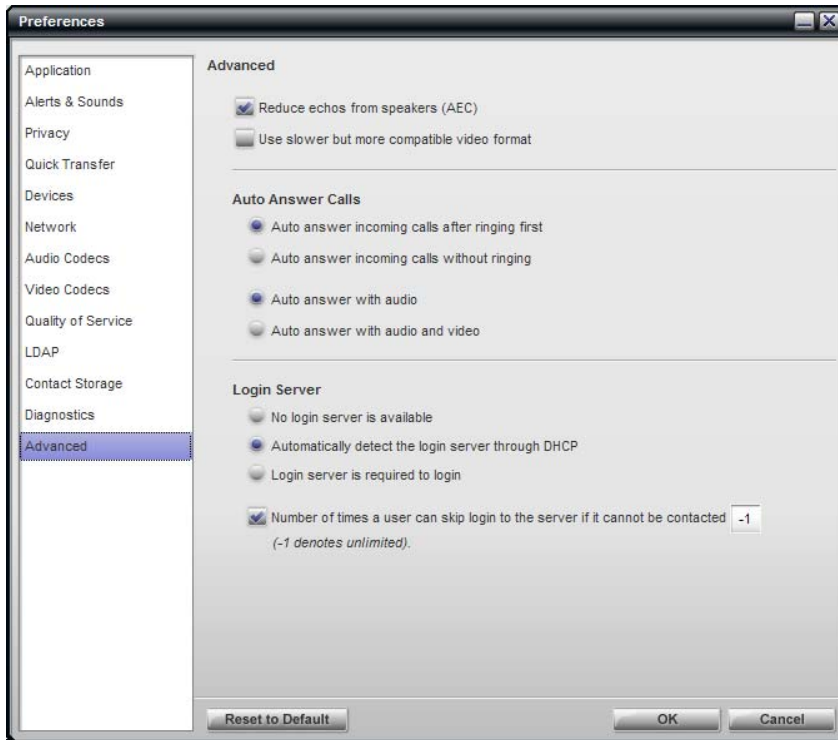 Preferences
Application
Alerts & Sounds
Privacy
Quick Transfer
Devices
Network
Audio Codecs
Video Codecs
Quality of Service
LDAP
Contact Storage
Diagnostics
Advanced
Advanced
Reduce echos from speakers (AEC)
Use slower but more compatible video format
Auto Answer Calls
Auto answer incoming calls after ringing first
Auto answer incoming calls without ringing
Auto answer with audio
Auto answer with audio and video
Login Server
No login server is available
Automatically detect the login server through DHCP
Login server is required to login
Number of times a user can skip login to the server if it cannot be contacted -1
(-1 denotes unlimited).
Reset to Default
OK
Cancel